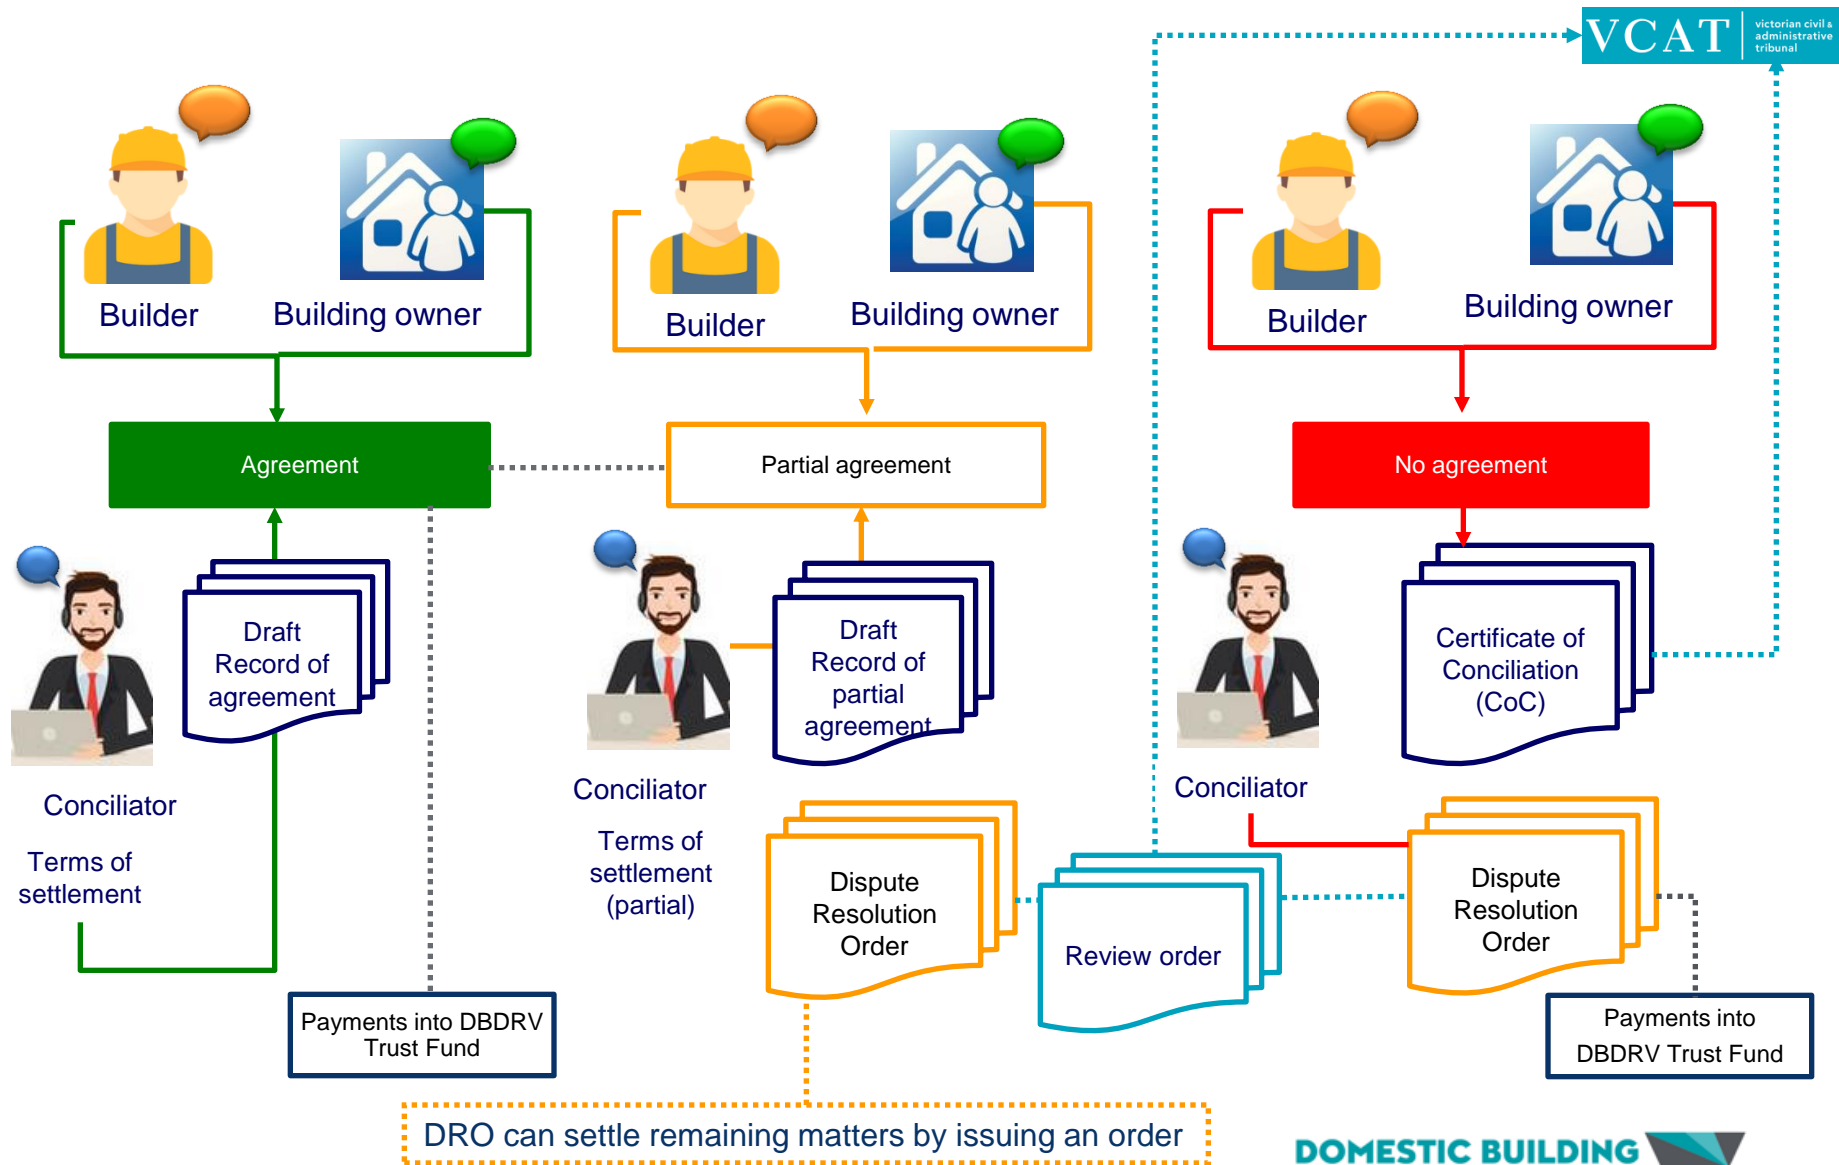 VCAT
victorian civil &
administrative
tribunal
Builder
Building owner
Builder
Building owner
Builder
Building owner
Agreement
Partial agreement
No agreement
Draft
Record of
agreement
Draft
Record of
partial
agreement
Certificate of
Conciliation
(CoC)
Conciliator
Terms of
settlement
Conciliator
Terms of
settlement
(partial)
Conciliator
Dispute
Resolution
Order
Review order
Dispute
Resolution
Order
Payments into DBDRV
Trust Fund
Payments into
DBDRV Trust Fund
DRO can settle remaining matters by issuing an order
DOMESTIC BUILDING